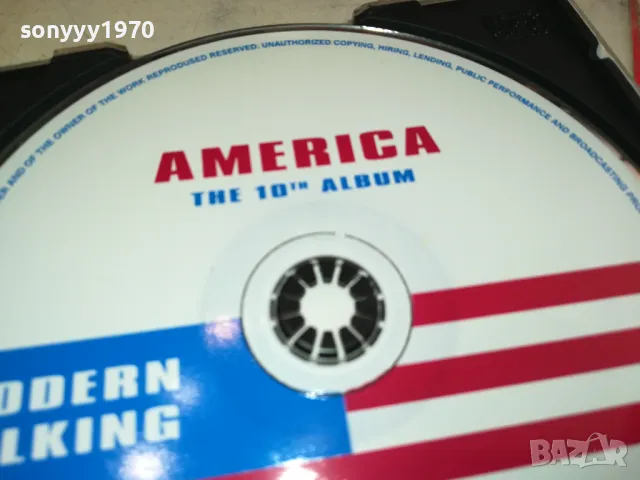 sonyyy1970
AND OF THE OWNER OF THE WORK REPRODUSED RESERVED. UNAUTHORIZED COPYING, HIRING, LENDING, PUBLIC PERFORMANCE AND BROADCASTING
AMERICA
THE 10TH ALBUM
ODERN
LKING
BAZAR